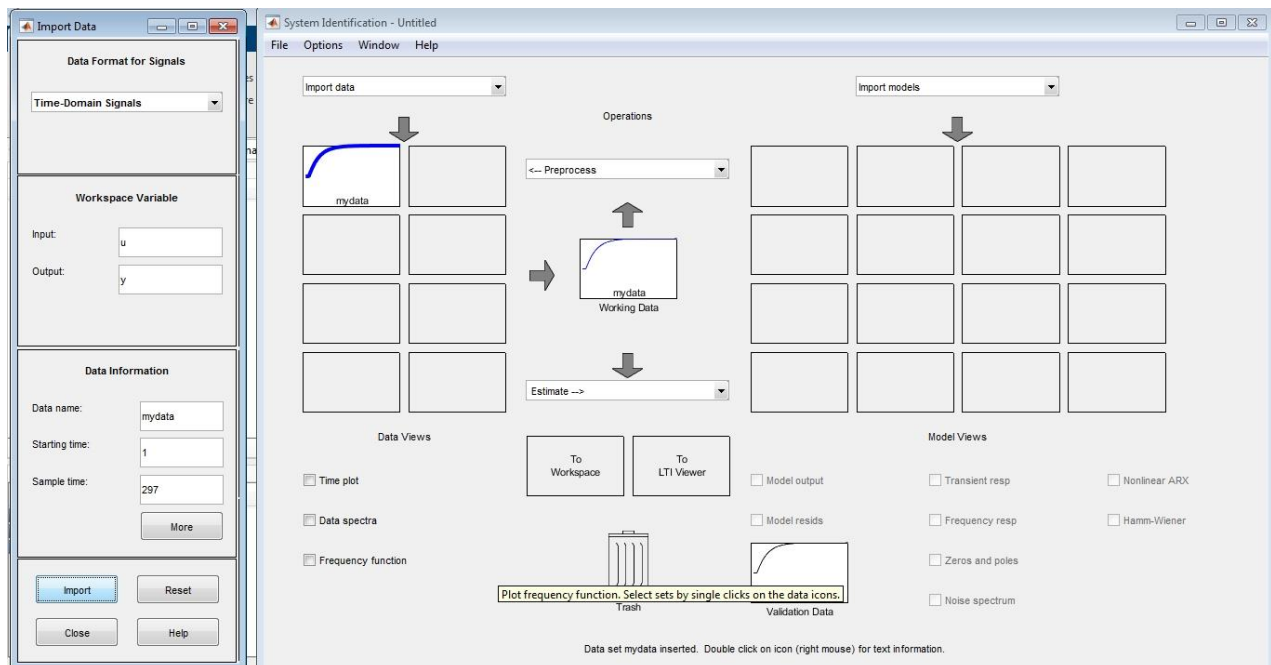 Import Data
Data Format for Signals
Time-Domain Signals
Workspace Variable
Input:
u
Output:
y
Data Information
Data name:
mydata
Starting time:
1
Sample time:
297
More
Import
Reset
Close
Help
System Identification - Untitled
File Options Window Help
Import data
Import models
Operations
mydata
<-- Preprocess
mydata
Working Data
Estimate -->
Data Views
Model Views
To
Workspace
To
LTI Viewer
Time plot
Data spectra
Frequency function
Model output
Transient resp
Nonlinear ARX
Model resids
Frequency resp
Hamm-Wiener
Zeros and poles
Noise spectrum
Plot frequency function. Select sets by single clicks on the data icons.
Trash
Validation Data
Data set mydata inserted. Double click on icon (right mouse) for text information.